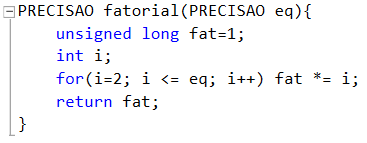 PRECISAO fatorial(PRECISAO eq){
    unsigned long fat=1;
    int i;
    for(i=2; i <= eq; i++) fat *= i;
    return fat;
}